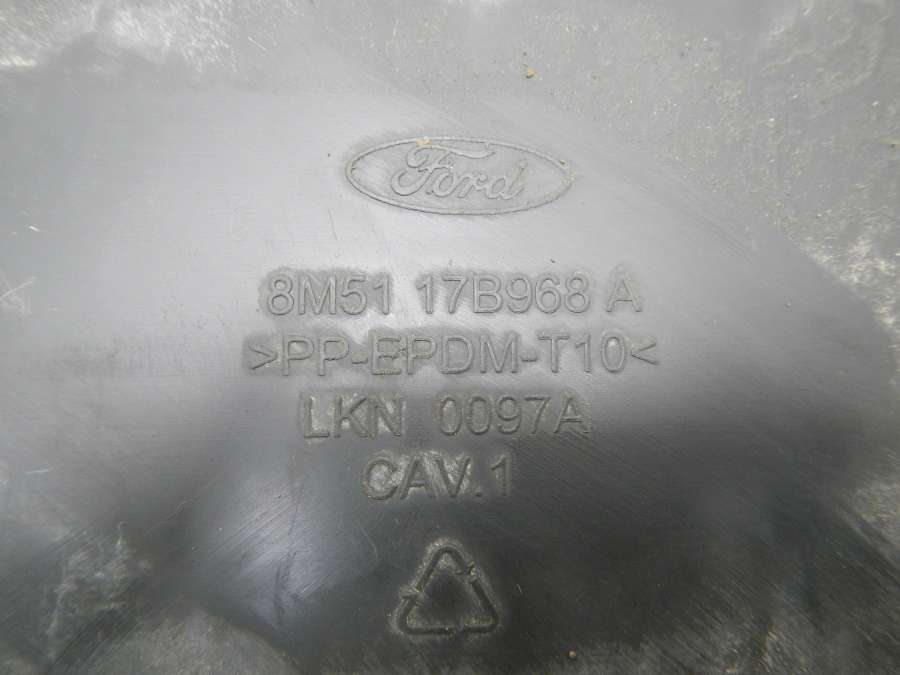 Ford
8M51 17B968 A
>PP-EPDM-T10<
LKN 0097A
CAV.1